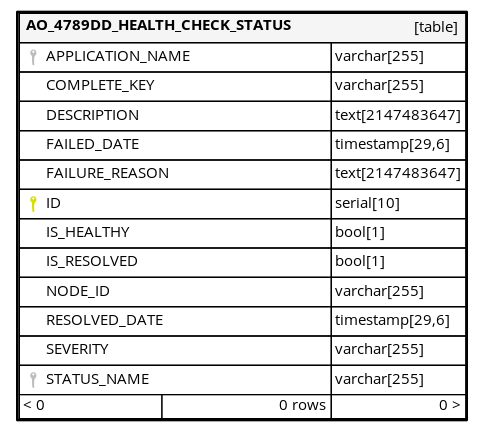 AO_4789DD_HEALTH_CHECK_STATUS [table]
APPLICATION_NAME varchar[255]
COMPLETE_KEY varchar[255]
DESCRIPTION text[2147483647]
FAILED_DATE timestamp[29,6]
FAILURE_REASON text[2147483647]
ID serial[10]
IS_HEALTHY bool[1]
IS_RESOLVED bool[1]
NODE_ID varchar[255]
RESOLVED_DATE timestamp[29,6]
SEVERITY varchar[255]
STATUS_NAME varchar[255]
< 0 0 rows 0 >